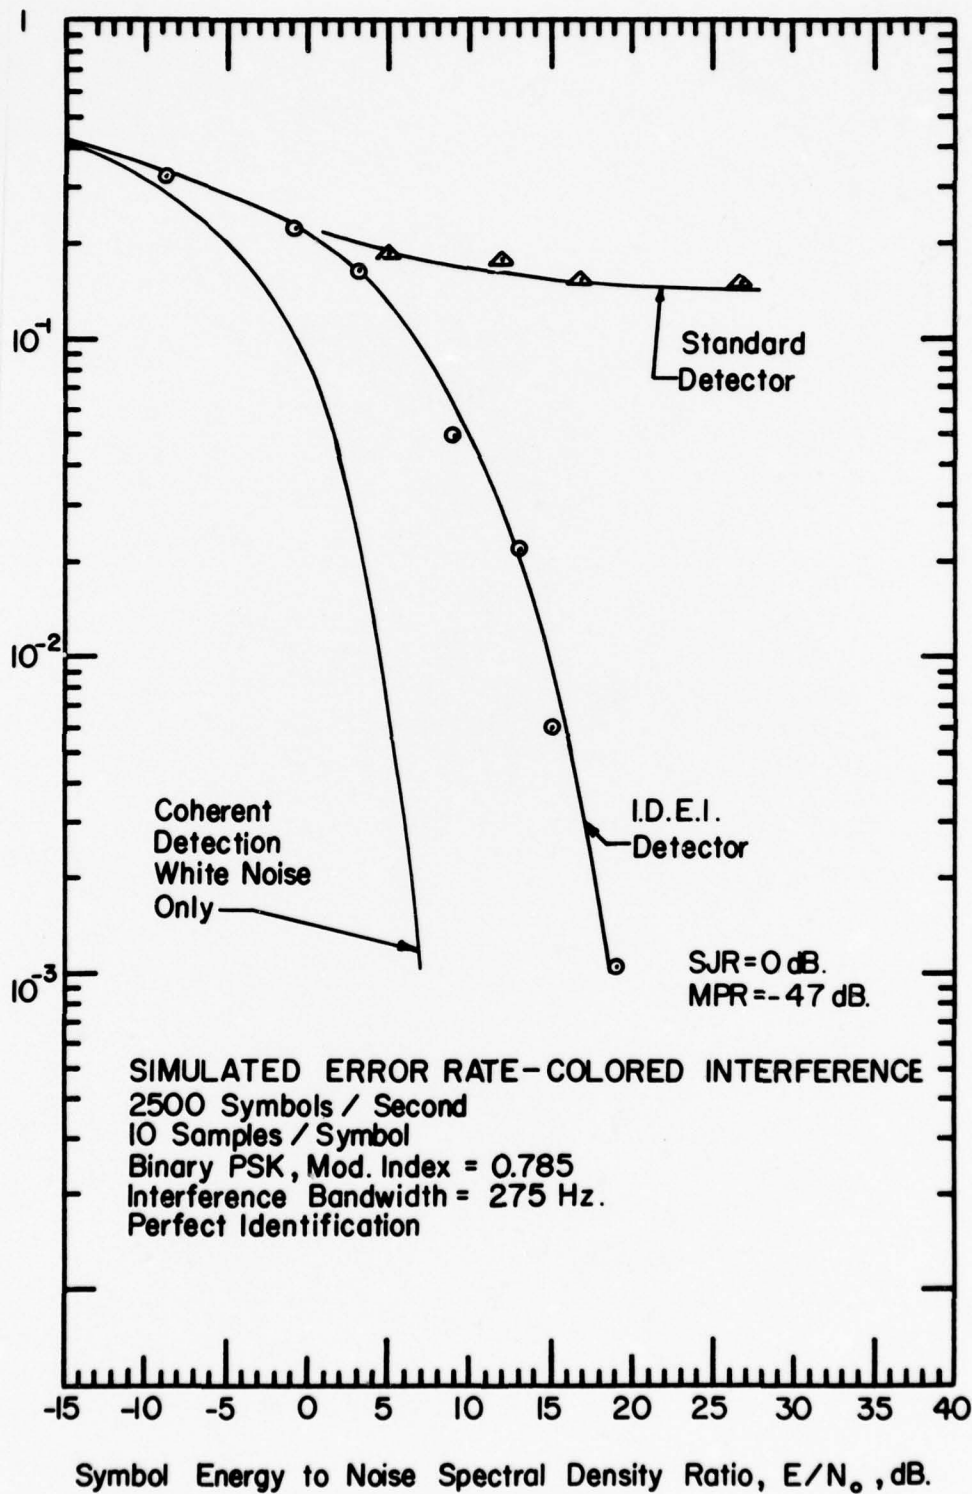 1
10⁻¹
10⁻²
10⁻³
Standard
Detector
Coherent
Detection
White Noise
Only
I.D.E.I.
Detector
SJR=0 dB.
MPR=-47 dB.
SIMULATED ERROR RATE-COLORED INTERFERENCE
2500 Symbols / Second
10 Samples / Symbol
Binary PSK, Mod. Index = 0.785
Interference Bandwidth = 275 Hz.
Perfect Identification
-15 -10 -5 0 5 10 15 20 25 30 35 40
Symbol Energy to Noise Spectral Density Ratio, E/N₀, dB.